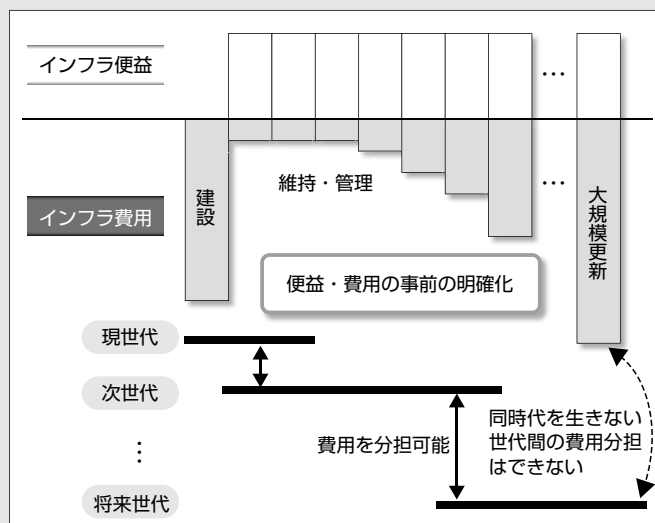 インフラ便益
…
インフラ費用
建設
維持・管理
…
大規模更新
便益・費用の事前の明確化
現世代
次世代
⋮
将来世代
費用を分担可能
同時代を生きない
世代間の費用分担
はできない